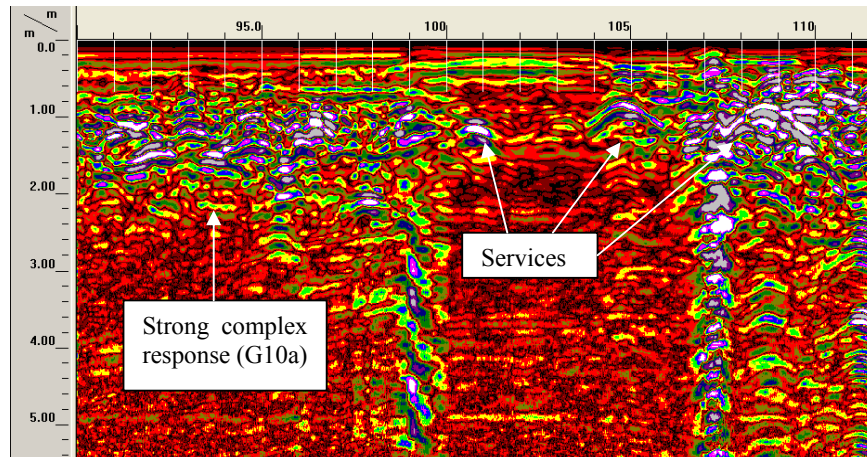 m
m
95.0 100 105 110
0.0
1.00
2.00
3.00
4.00
5.00
Services
Strong complex
response (G10a)